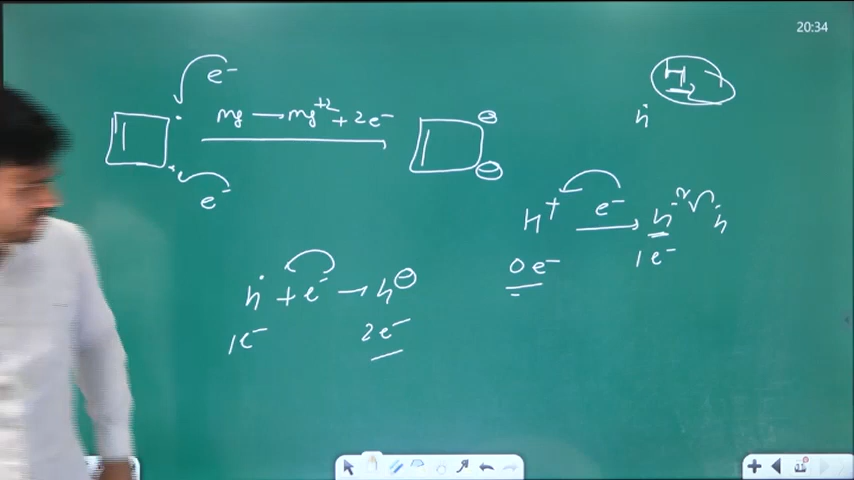 20:34
e⁻
H₂
mg → mg⁺² + 2e⁻
ḣ
e⁻
H⁺ e⁻ → ḣ ḣ
0e⁻
1e⁻
ḣ + e⁻ → h⊖
1e⁻
2e⁻